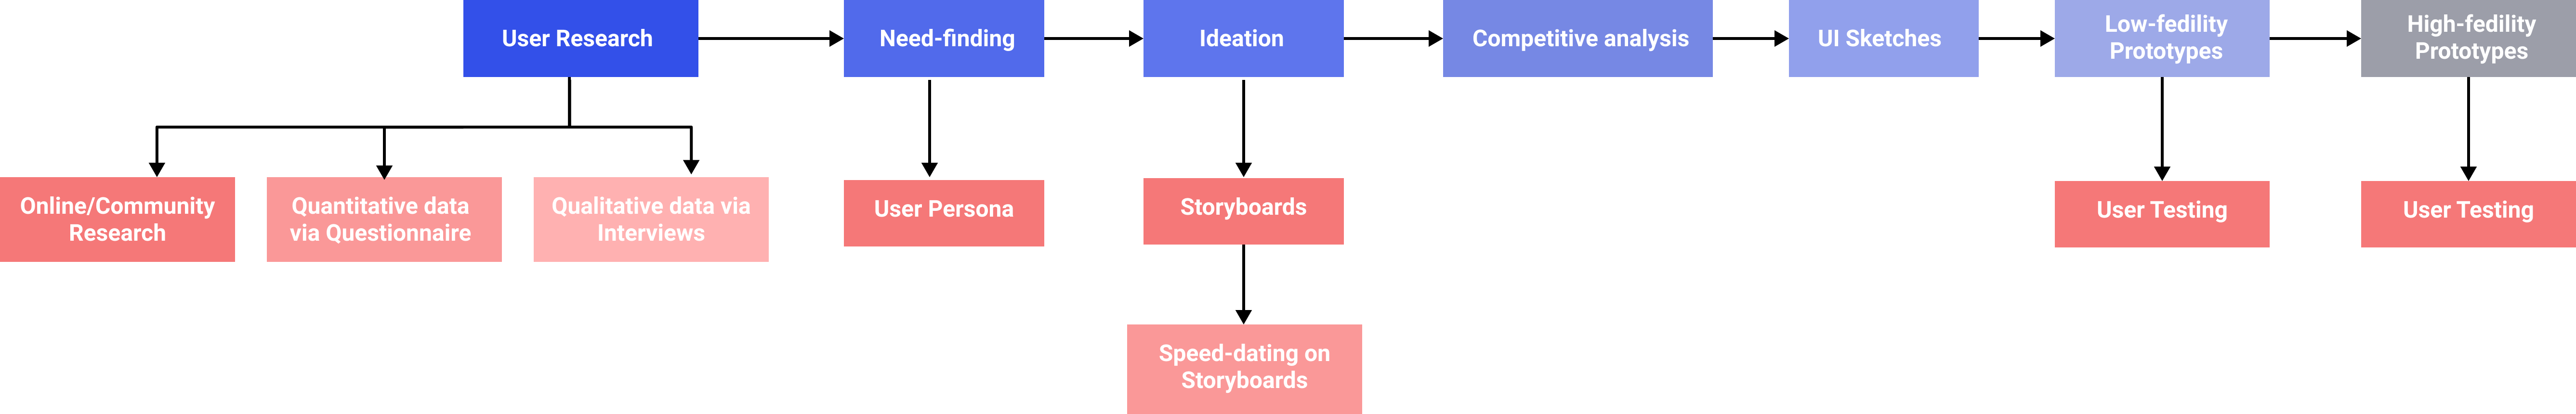 User Research
Need-finding
Ideation
Competitive analysis
UI Sketches
Low-fedility
Prototypes
High-fedility
Prototypes
Online/Community
Research
Quantitative data
via Questionnaire
Qualitative data via
Interviews
User Persona
Storyboards
User Testing
User Testing
Speed-dating on
Storyboards